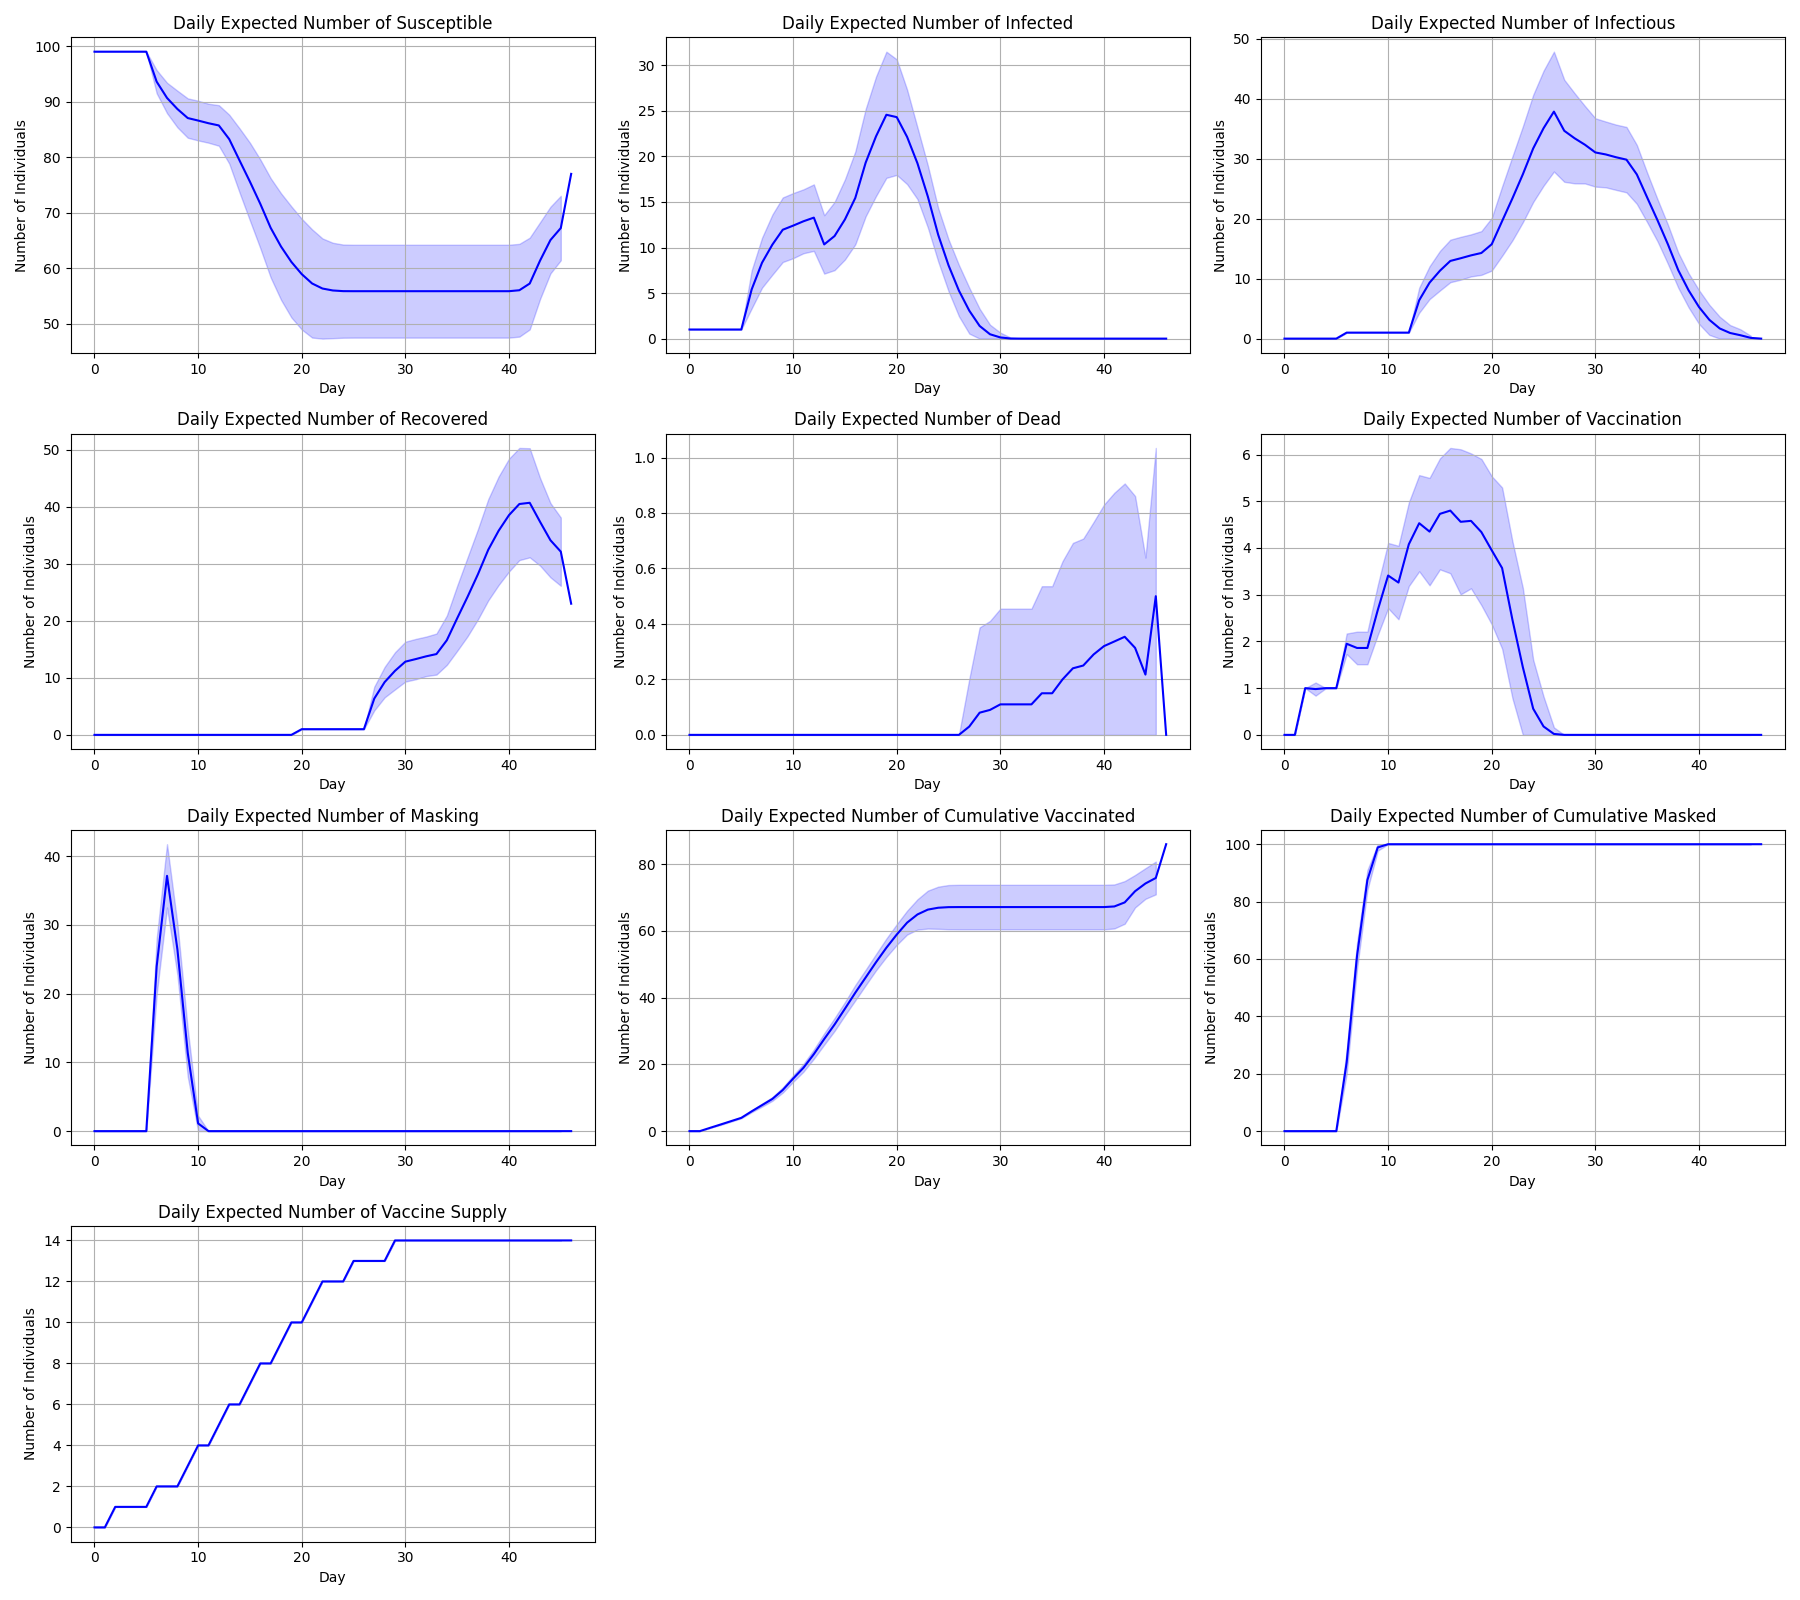 Daily Expected Number of Susceptible
Number of Individuals
100
90
80
70
60
50
0 10 20 30 40
Day
Daily Expected Number of Infected
Number of Individuals
30
25
20
15
10
5
0
0 10 20 30 40
Day
Daily Expected Number of Infectious
Number of Individuals
50
40
30
20
10
0
0 10 20 30 40
Day
Daily Expected Number of Recovered
Number of Individuals
50
40
30
20
10
0
0 10 20 30 40
Day
Daily Expected Number of Dead
Number of Individuals
1.0
0.8
0.6
0.4
0.2
0.0
0 10 20 30 40
Day
Daily Expected Number of Vaccination
Number of Individuals
6
5
4
3
2
1
0
0 10 20 30 40
Day
Daily Expected Number of Masking
Number of Individuals
40
30
20
10
0
0 10 20 30 40
Day
Daily Expected Number of Cumulative Vaccinated
Number of Individuals
80
60
40
20
0
0 10 20 30 40
Day
Daily Expected Number of Cumulative Masked
Number of Individuals
100
80
60
40
20
0
0 10 20 30 40
Day
Daily Expected Number of Vaccine Supply
Number of Individuals
14
12
10
8
6
4
2
0
0 10 20 30 40
Day